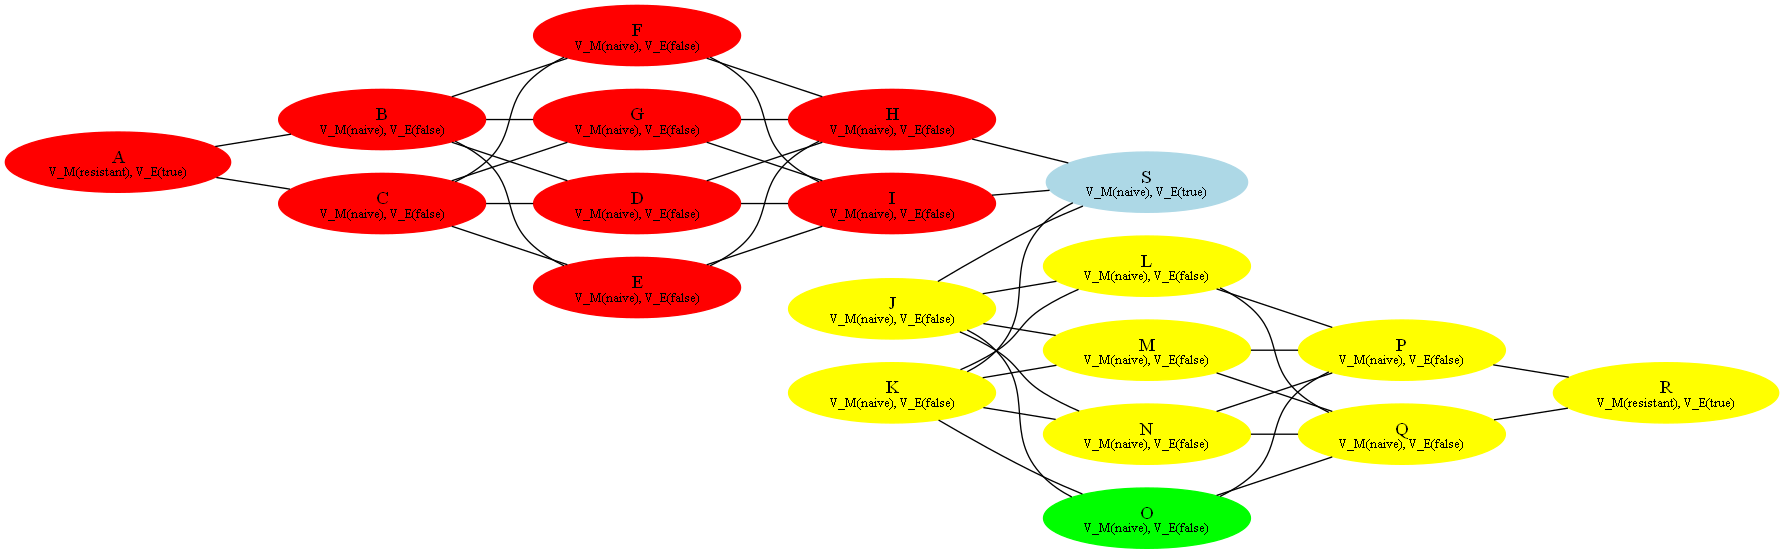 F
V_M(naive), V_E(false)
B
V_M(naive), V_E(false)
G
V_M(naive), V_E(false)
H
V_M(naive), V_E(false)
A
V_M(resistant), V_E(true)
S
V_M(naive), V_E(true)
C
V_M(naive), V_E(false)
D
V_M(naive), V_E(false)
I
V_M(naive), V_E(false)
L
V_M(naive), V_E(false)
E
V_M(naive), V_E(false)
J
V_M(naive), V_E(false)
M
V_M(naive), V_E(false)
P
V_M(naive), V_E(false)
K
V_M(naive), V_E(false)
R
V_M(resistant), V_E(true)
N
V_M(naive), V_E(false)
Q
V_M(naive), V_E(false)
O
V_M(naive), V_E(false)